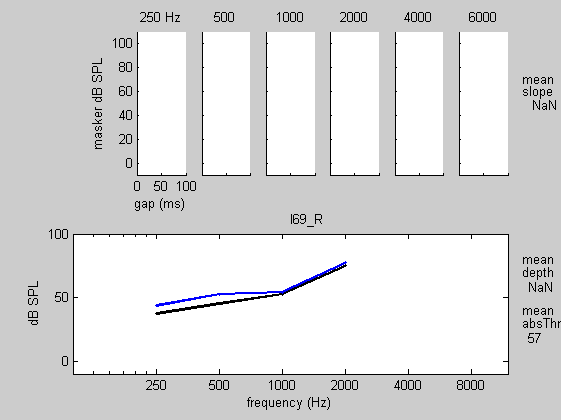 250 Hz 500 1000 2000 4000 6000
100
80
60
40
20
0
masker dB SPL
0 50 100
gap (ms)
mean
slope
NaN
I69_R
100
50
0
dB SPL
250 500 1000 2000 4000 8000
frequency (Hz)
mean
depth
NaN
mean
absThr
57